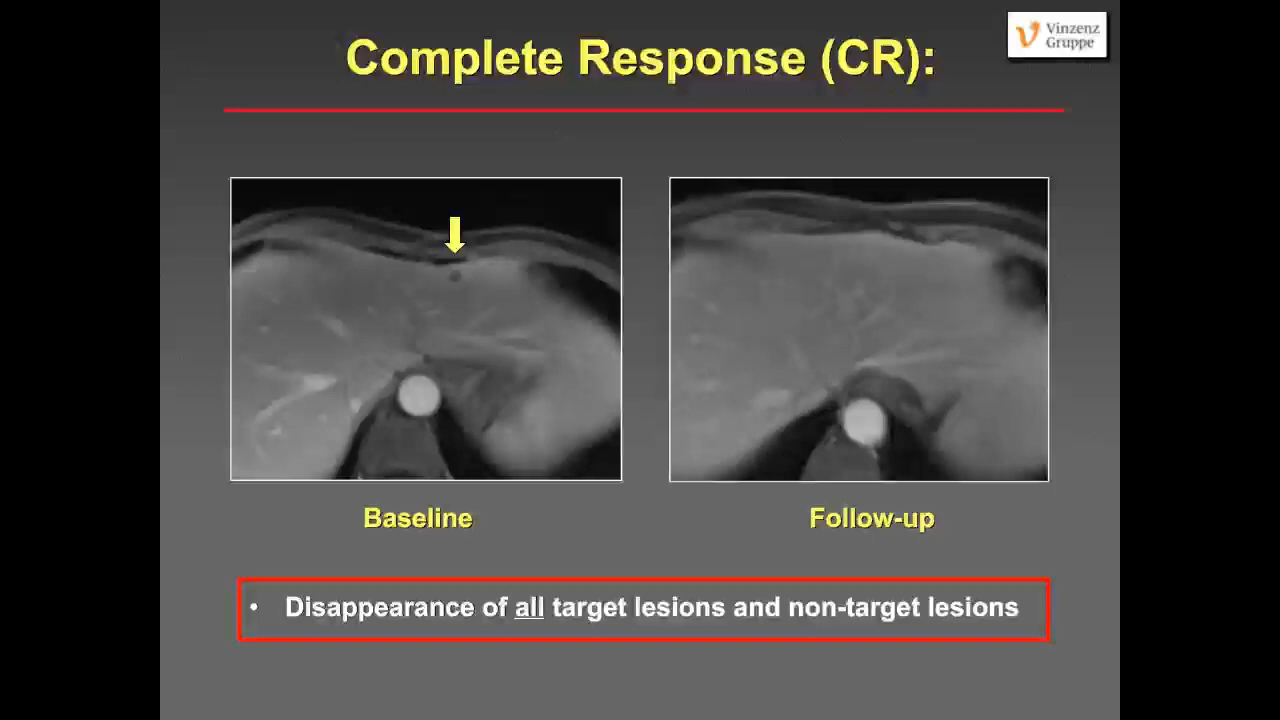 Vinzenz
Gruppe
Complete Response (CR):
Baseline
Follow-up
• Disappearance of all target lesions and non-target lesions